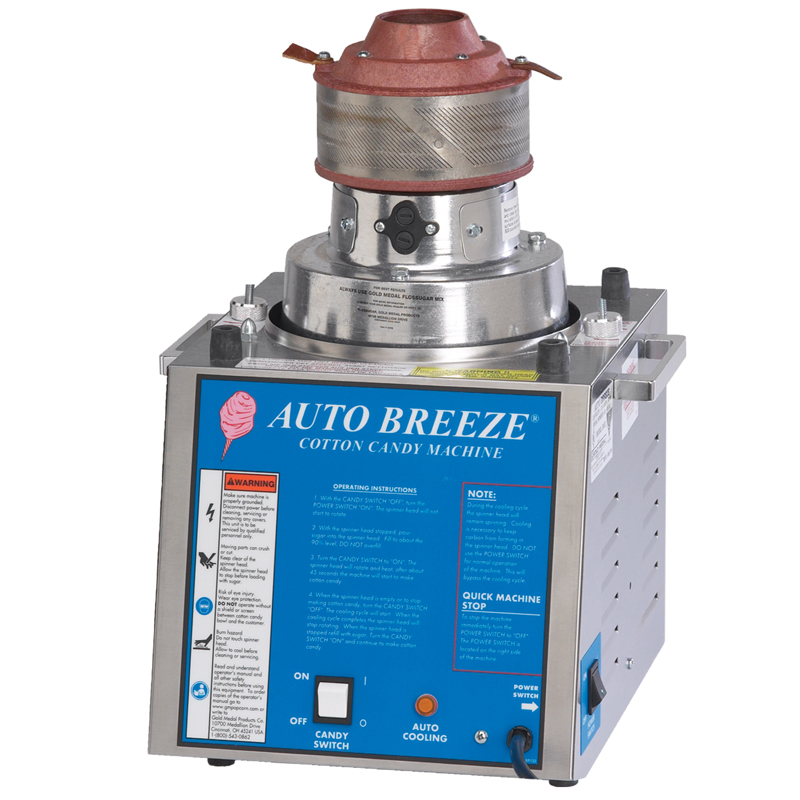 FOR BEST RESULTS
ALWAYS USE GOLD MEDAL FLOSSUGAR MIX
AUTO BREEZE®
COTTON CANDY MACHINE
WARNING
Make sure machine is
properly grounded.
Disconnect power before
cleaning, servicing or
removing any covers.
This unit is to be
serviced by qualified
personnel only.
Moving parts can crush
or cut.
Keep clear of the
spinner head.
Allow the spinner head
to stop before loading
with sugar.
Risk of eye injury.
Wear eye protection.
DO NOT operate without
a shield or screen
between cotton candy
bowl and the customer
Burn hazard
Do not touch spinner
head.
Allow to cool before
cleaning or servicing.
Read and understand
operator's manual and
all other safety
instructions before using
this equipment. To order
copies of the operator's
manual go to
www.gmpopcorn.com or
write to
Gold Medal Products Co.
10700 Medallion Drive
Cincinnati, OH 45241 USA
1-(800)-543-0862
OPERATING INSTRUCTIONS
1. With the CANDY SWITCH "OFF", turn the
POWER SWITCH "ON". The spinner head will not
start to rotate.
2. With the spinner head stopped, pour
sugar into the spinner head. Fill to about the
90% level. DO NOT overfill.
3. Turn the CANDY SWITCH to "ON". The
spinner head will rotate and heat; after about
45 seconds the machine will start to make
cotton candy.
4. When the spinner head is empty or to stop
making cotton candy, turn the CANDY SWITCH
"OFF". The cooling cycle will start. When the
cooling cycle completes the spinner head will
stop rotating. When the spinner head is
stopped refill with sugar. Turn the CANDY
SWITCH "ON" and continue to make cotton
candy.
NOTE:
During the cooling cycle
the spinner head will
remain spinning. Cooling
is necessary to keep
carbon from forming in
the spinner head. DO NOT
use the POWER SWITCH
for normal operation
of the machine. This will
bypass the cooling cycle.
QUICK MACHINE
STOP
To stop the machine
immediately turn the
POWER SWITCH to "OFF".
The POWER SWITCH is
located on the right side
of the machine.
ON
I
OFF
O
CANDY
SWITCH
AUTO
COOLING
POWER
SWITCH